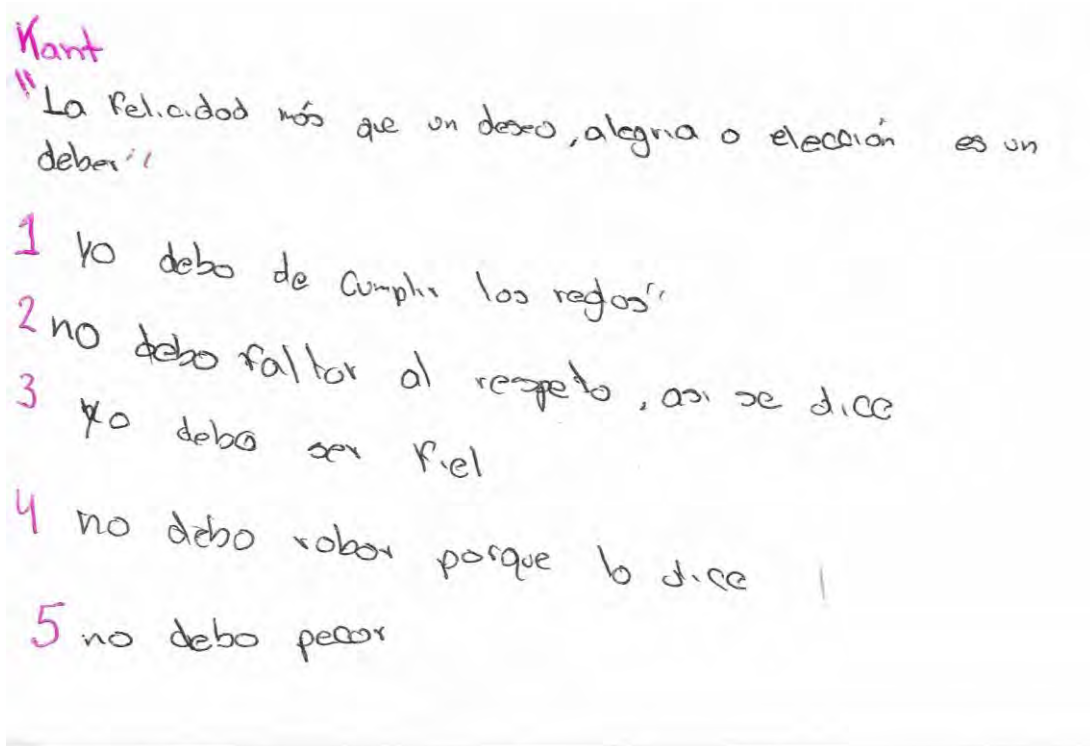 Kant
"La Felicidad más que un deseo, alegria o elección es un
deber"
1 yo debo de cumplir las reglas"
2 no debo faltar al respeto, asi se dice
3 yo debo ser fiel
4 no debo robar porque lo dice
5 no debo pecar